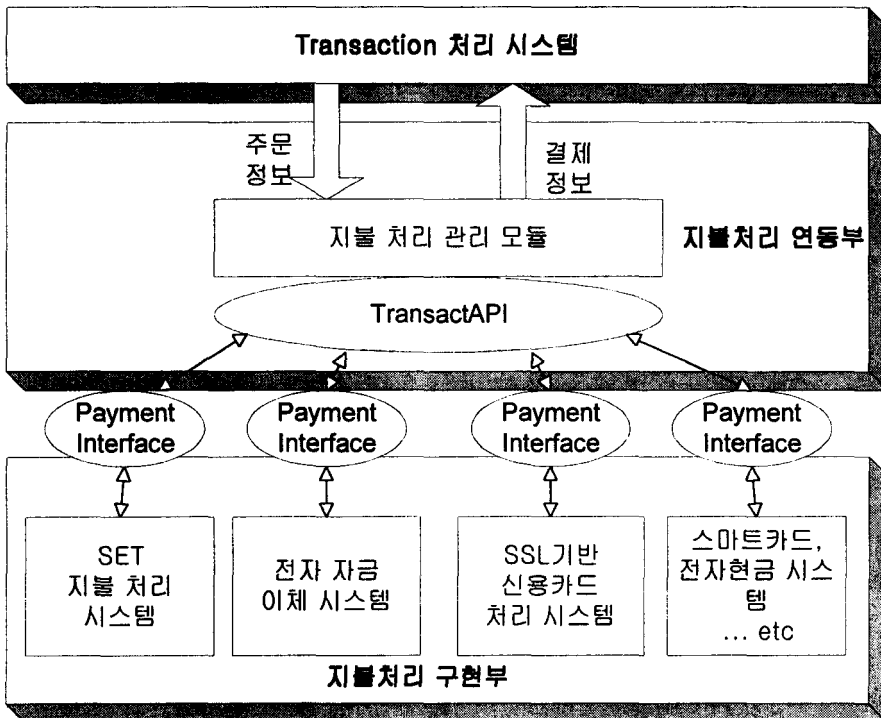 Transaction 처리 시스템
주문
정보
결제
정보
지불 처리 관리 모듈
지불처리 연동부
TransactAPI
Payment
Interface
Payment
Interface
Payment
Interface
Payment
Interface
SET
지불 처리
시스템
전자 자금
이체 시스템
SSL기반
신용카드
처리 시스템
스마트카드,
전자현금 시스
템
... etc
지불처리 구현부